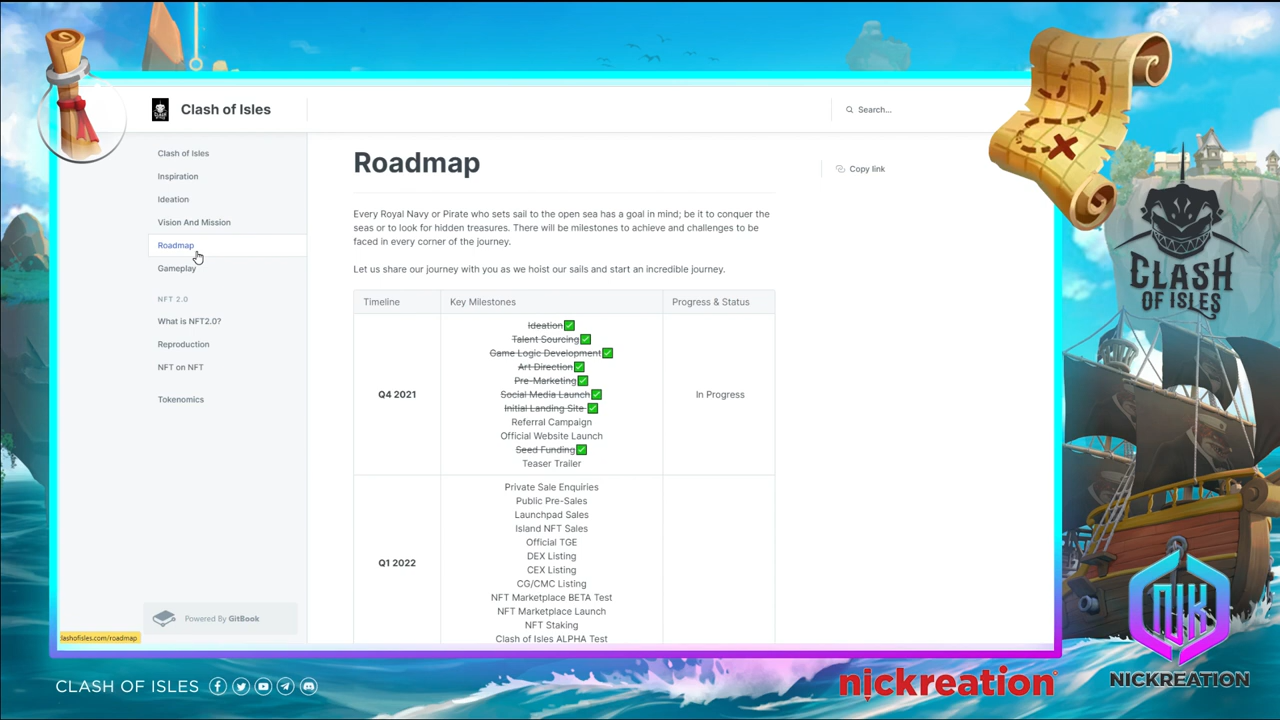 Clash of Isles
Search...
Clash of Isles
Inspiration
Ideation
Vision And Mission
Roadmap
Gameplay
NFT 2.0
What is NFT2.0?
Reproduction
NFT on NFT
Tokenomics
Powered By GitBook
lashofisles.com/roadmap
Roadmap
Copy link
Every Royal Navy or Pirate who sets sail to the open sea has a goal in mind; be it to conquer the
seas or to look for hidden treasures. There will be milestones to achieve and challenges to be
faced in every corner of the journey.
Let us share our journey with you as we hoist our sails and start an incredible journey.
Timeline Key Milestones Progress & Status
Ideation✅
Talent Sourcing✅
Game Logic Development✅
Art Direction✅
Pre-Marketing✅
Social Media Launch✅
Q4 2021
In Progress
Initial Landing Site ✅
Referral Campaign
Official Website Launch
Seed Funding✅
Teaser Trailer
Private Sale Enquiries
Public Pre-Sales
Launchpad Sales
Island NFT Sales
Official TGE
DEX Listing
Q1 2022
CEX Listing
CG/CMC Listing
NFT Marketplace BETA Test
NFT Marketplace Launch
NFT Staking
Clash of Isles ALPHA Test
CLASH
OF ISLES
NK
NICKREATION
CLASH OF ISLES
nickreation